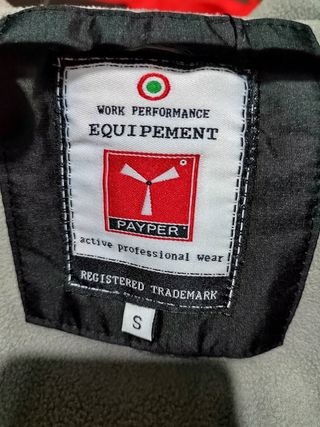 WORK PERFORMANCE
EQUIPEMENT
PAYPER
active professional wear
REGISTERED TRADEMARK
S